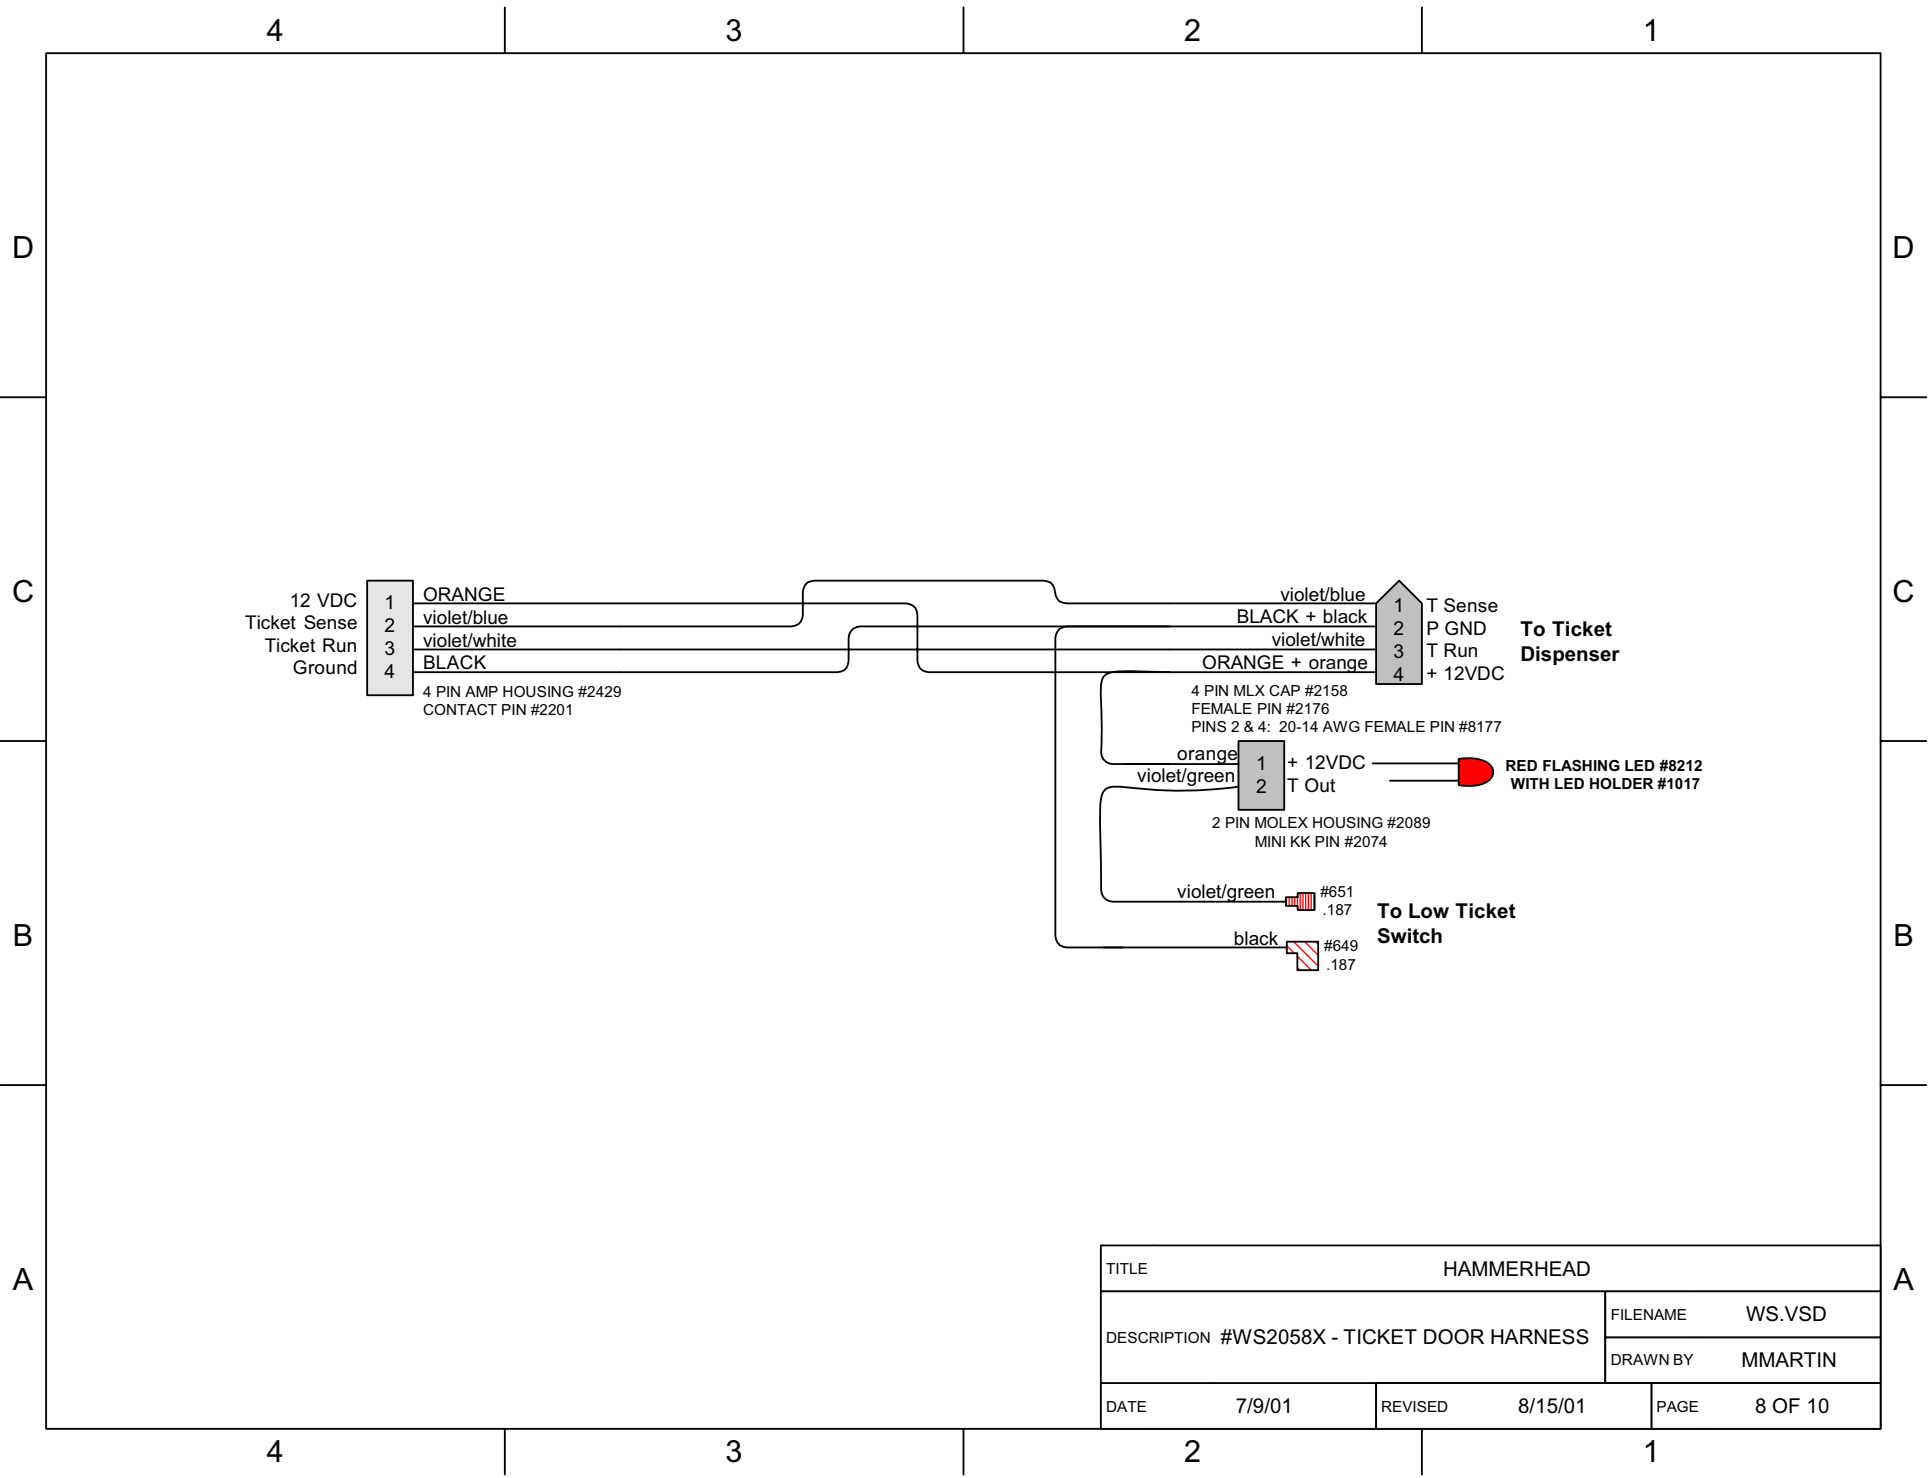 4 3 2 1
D D
C C
B B
A A
12 VDC 1 ORANGE
Ticket Sense 2 violet/blue
Ticket Run 3 violet/white
Ground 4 BLACK
4 PIN AMP HOUSING #2429
CONTACT PIN #2201
violet/blue 1 T Sense
BLACK + black 2 P GND
violet/white 3 T Run
ORANGE + orange 4 + 12VDC
To Ticket
Dispenser
4 PIN MLX CAP #2158
FEMALE PIN #2176
PINS 2 & 4: 20-14 AWG FEMALE PIN #8177
orange 1 + 12VDC
violet/green 2 T Out
RED FLASHING LED #8212
WITH LED HOLDER #1017
2 PIN MOLEX HOUSING #2089
MINI KK PIN #2074
violet/green #651
.187
black #649
.187
To Low Ticket
Switch
TITLE HAMMERHEAD
DESCRIPTION #WS2058X - TICKET DOOR HARNESS
FILENAME WS.VSD
DRAWN BY MMARTIN
DATE 7/9/01 REVISED 8/15/01 PAGE 8 OF 10
4 3 2 1